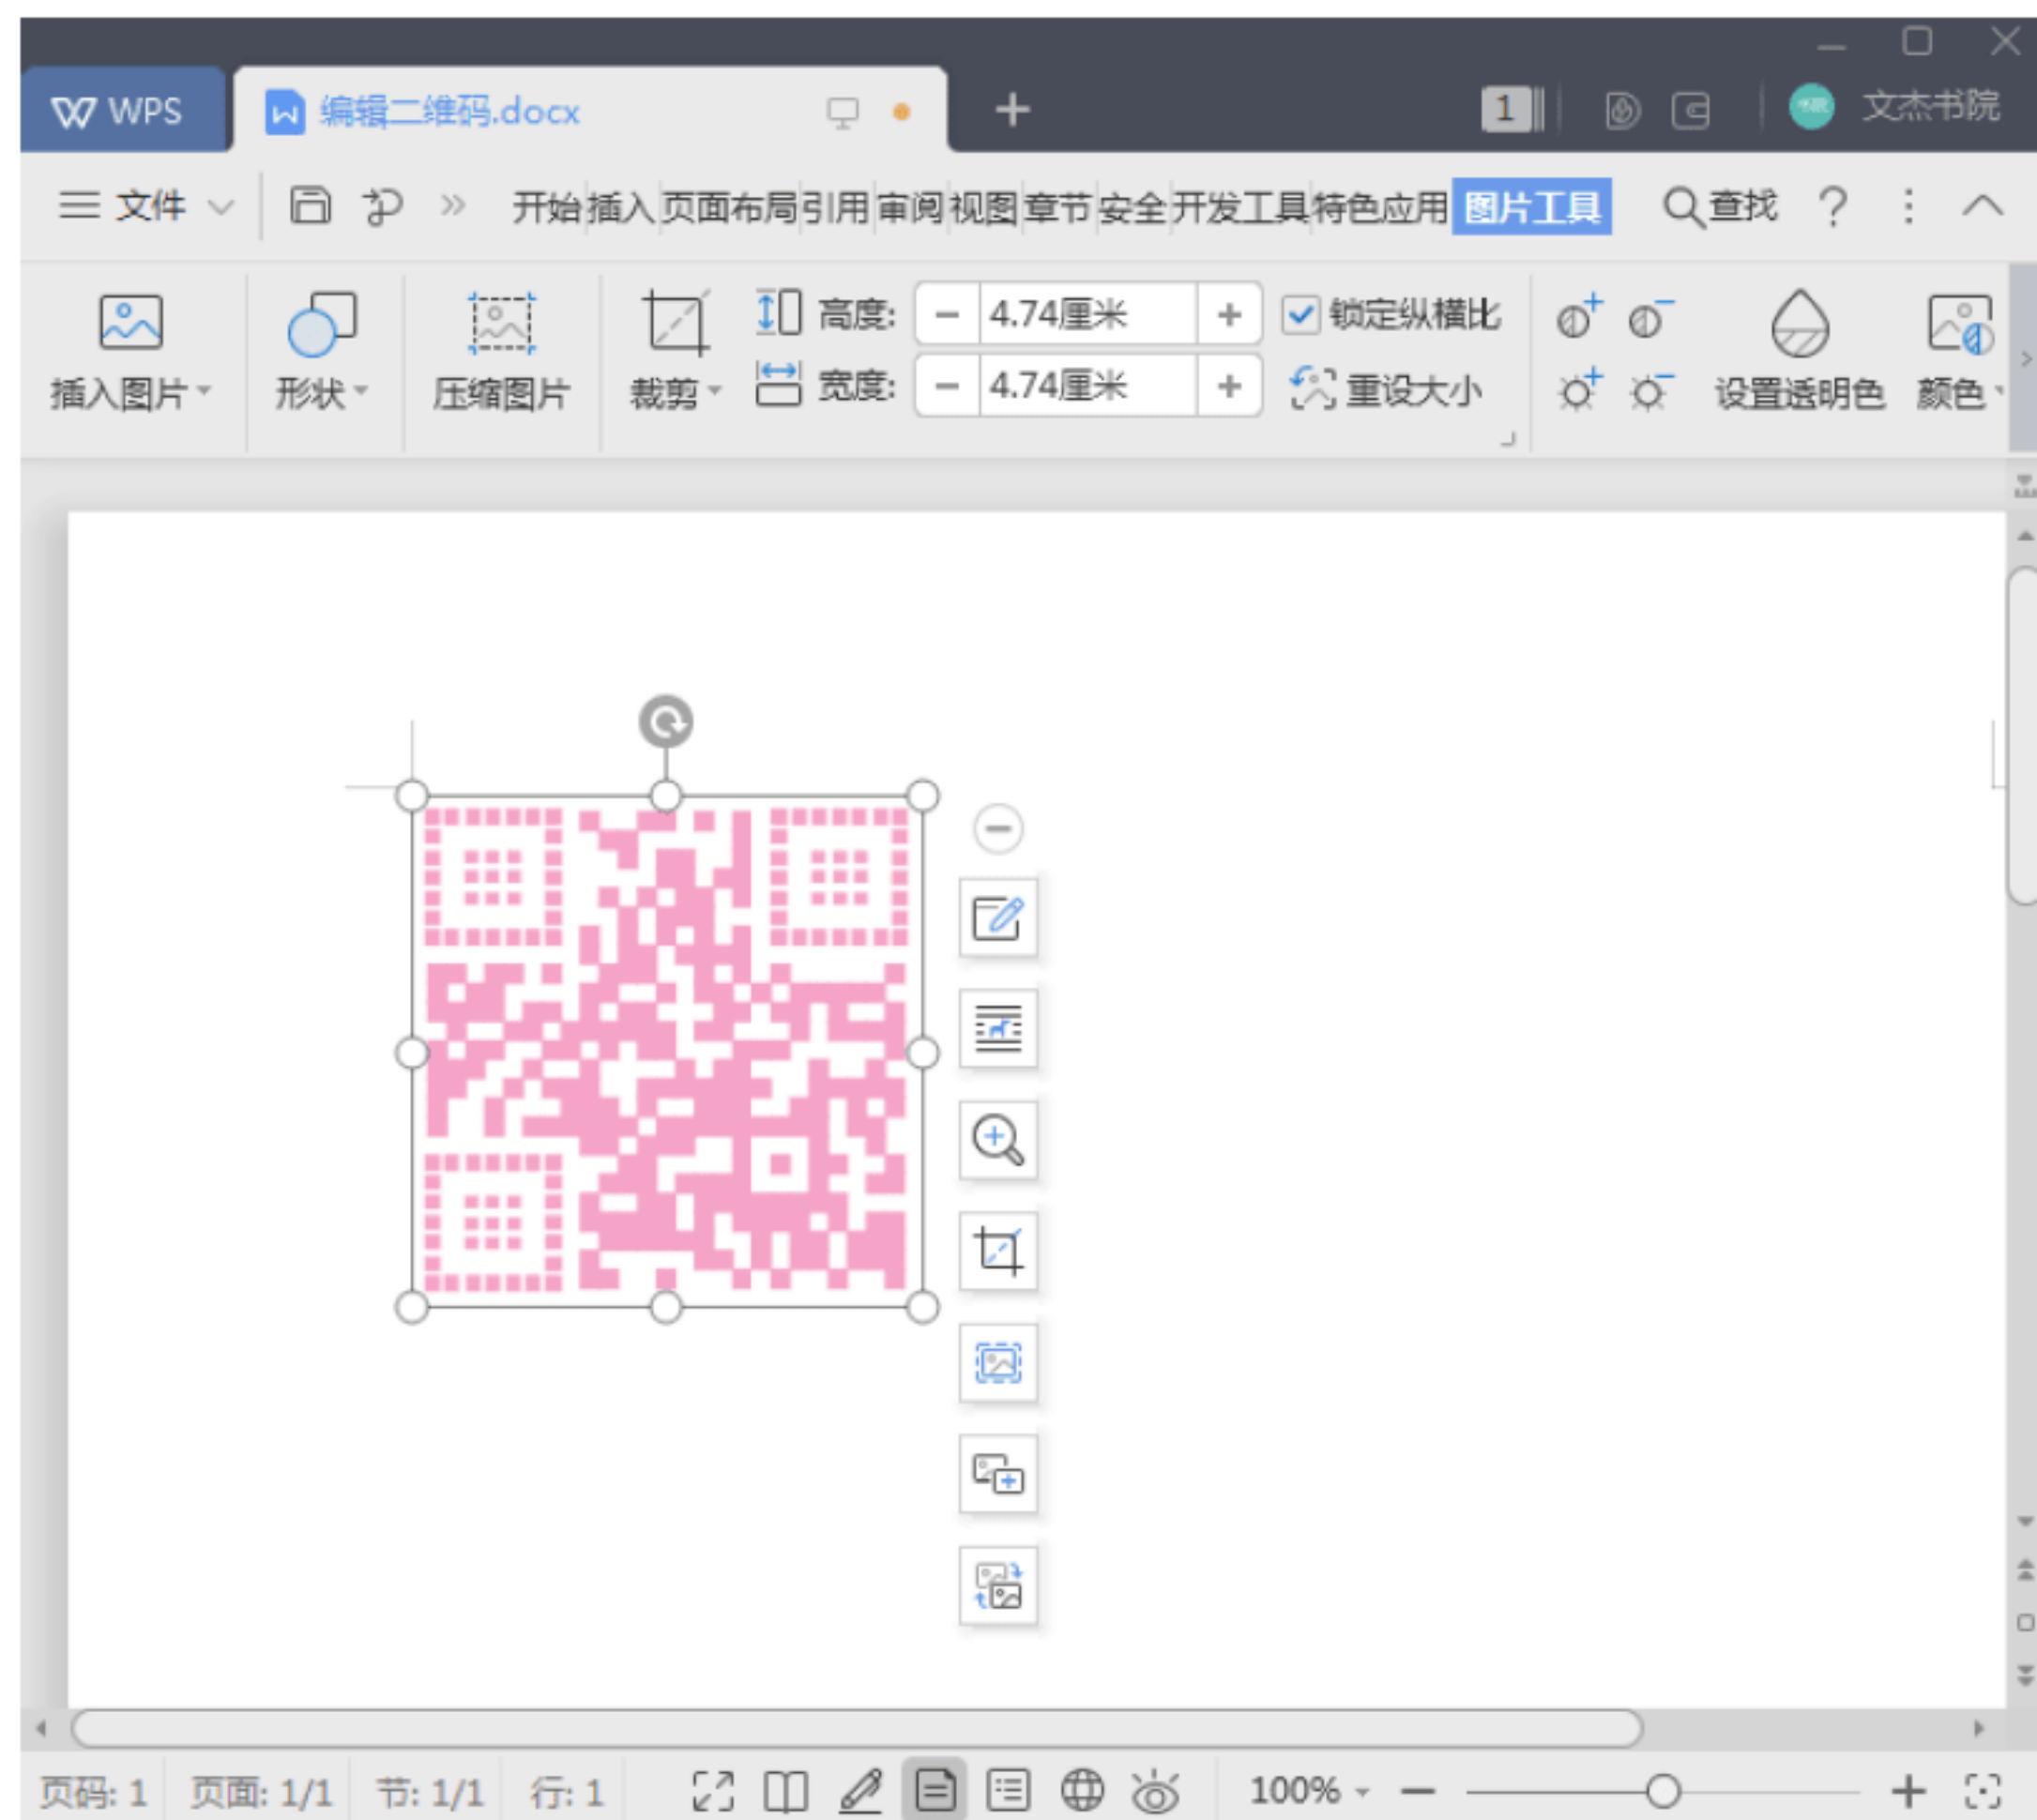 WPS 编辑二维码.docx 1 文杰书院
文件 开始 插入 页面布局 引用 审阅 视图 章节 安全 开发工具 特色应用 图片工具 查找 ?
高度: 4.74厘米 锁定纵横比
插入图片 形状 压缩图片 裁剪 宽度: 4.74厘米 重设大小 设置透明色 颜色
页码: 1 页面: 1/1 节: 1/1 行: 1 100%